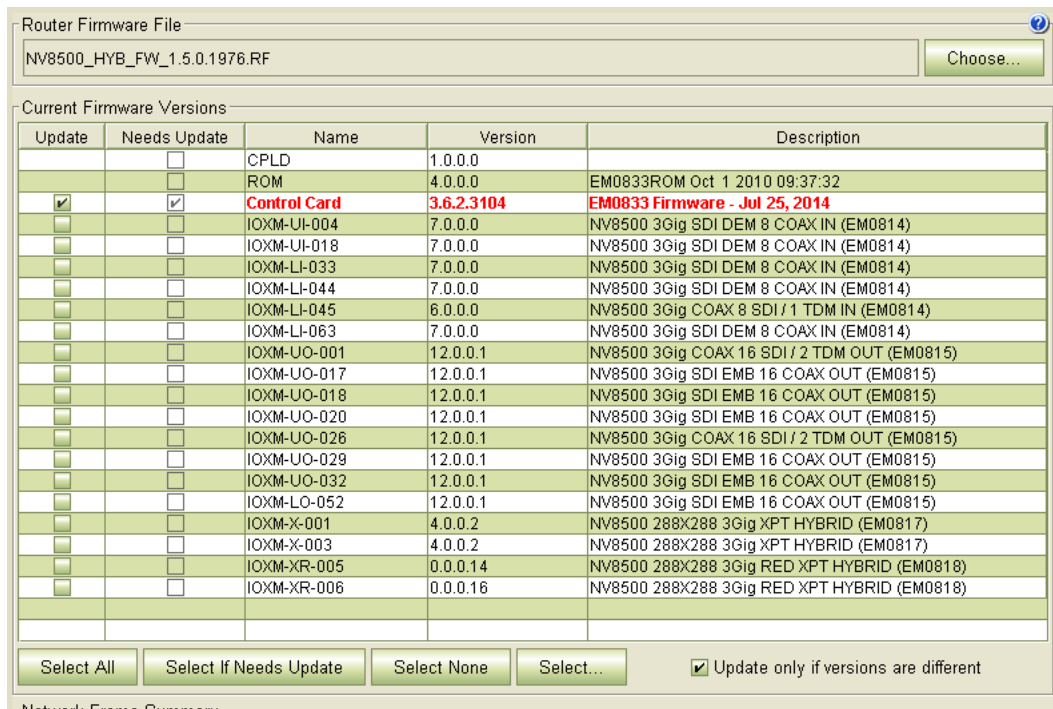 Router Firmware File
?
NV8500_HYB_FW_1.5.0.1976.RF Choose...
Current Firmware Versions
Update Needs Update Name Version Description
CPLD 1.0.0.0
ROM 4.0.0.0 EM0833ROM Oct 1 2010 09:37:32
Control Card 3.6.2.3104 EM0833 Firmware - Jul 25, 2014
IOXM-UI-004 7.0.0.0 NV8500 3Gig SDI DEM 8 COAX IN (EM0814)
IOXM-UI-018 7.0.0.0 NV8500 3Gig SDI DEM 8 COAX IN (EM0814)
IOXM-LI-033 7.0.0.0 NV8500 3Gig SDI DEM 8 COAX IN (EM0814)
IOXM-LI-044 7.0.0.0 NV8500 3Gig SDI DEM 8 COAX IN (EM0814)
IOXM-LI-045 6.0.0.0 NV8500 3Gig COAX 8 SDI / 1 TDM IN (EM0814)
IOXM-LI-063 7.0.0.0 NV8500 3Gig SDI DEM 8 COAX IN (EM0814)
IOXM-UO-001 12.0.0.1 NV8500 3Gig COAX 16 SDI / 2 TDM OUT (EM0815)
IOXM-UO-017 12.0.0.1 NV8500 3Gig SDI EMB 16 COAX OUT (EM0815)
IOXM-UO-018 12.0.0.1 NV8500 3Gig SDI EMB 16 COAX OUT (EM0815)
IOXM-UO-020 12.0.0.1 NV8500 3Gig SDI EMB 16 COAX OUT (EM0815)
IOXM-UO-026 12.0.0.1 NV8500 3Gig COAX 16 SDI / 2 TDM OUT (EM0815)
IOXM-UO-029 12.0.0.1 NV8500 3Gig SDI EMB 16 COAX OUT (EM0815)
IOXM-UO-032 12.0.0.1 NV8500 3Gig SDI EMB 16 COAX OUT (EM0815)
IOXM-LO-052 12.0.0.1 NV8500 3Gig SDI EMB 16 COAX OUT (EM0815)
IOXM-X-001 4.0.0.2 NV8500 288X288 3Gig XPT HYBRID (EM0817)
IOXM-X-003 4.0.0.2 NV8500 288X288 3Gig XPT HYBRID (EM0817)
IOXM-XR-005 0.0.0.14 NV8500 288X288 3Gig RED XPT HYBRID (EM0818)
IOXM-XR-006 0.0.0.16 NV8500 288X288 3Gig RED XPT HYBRID (EM0818)
Select All Select If Needs Update Select None Select... Update only if versions are different
Network Frame Summary